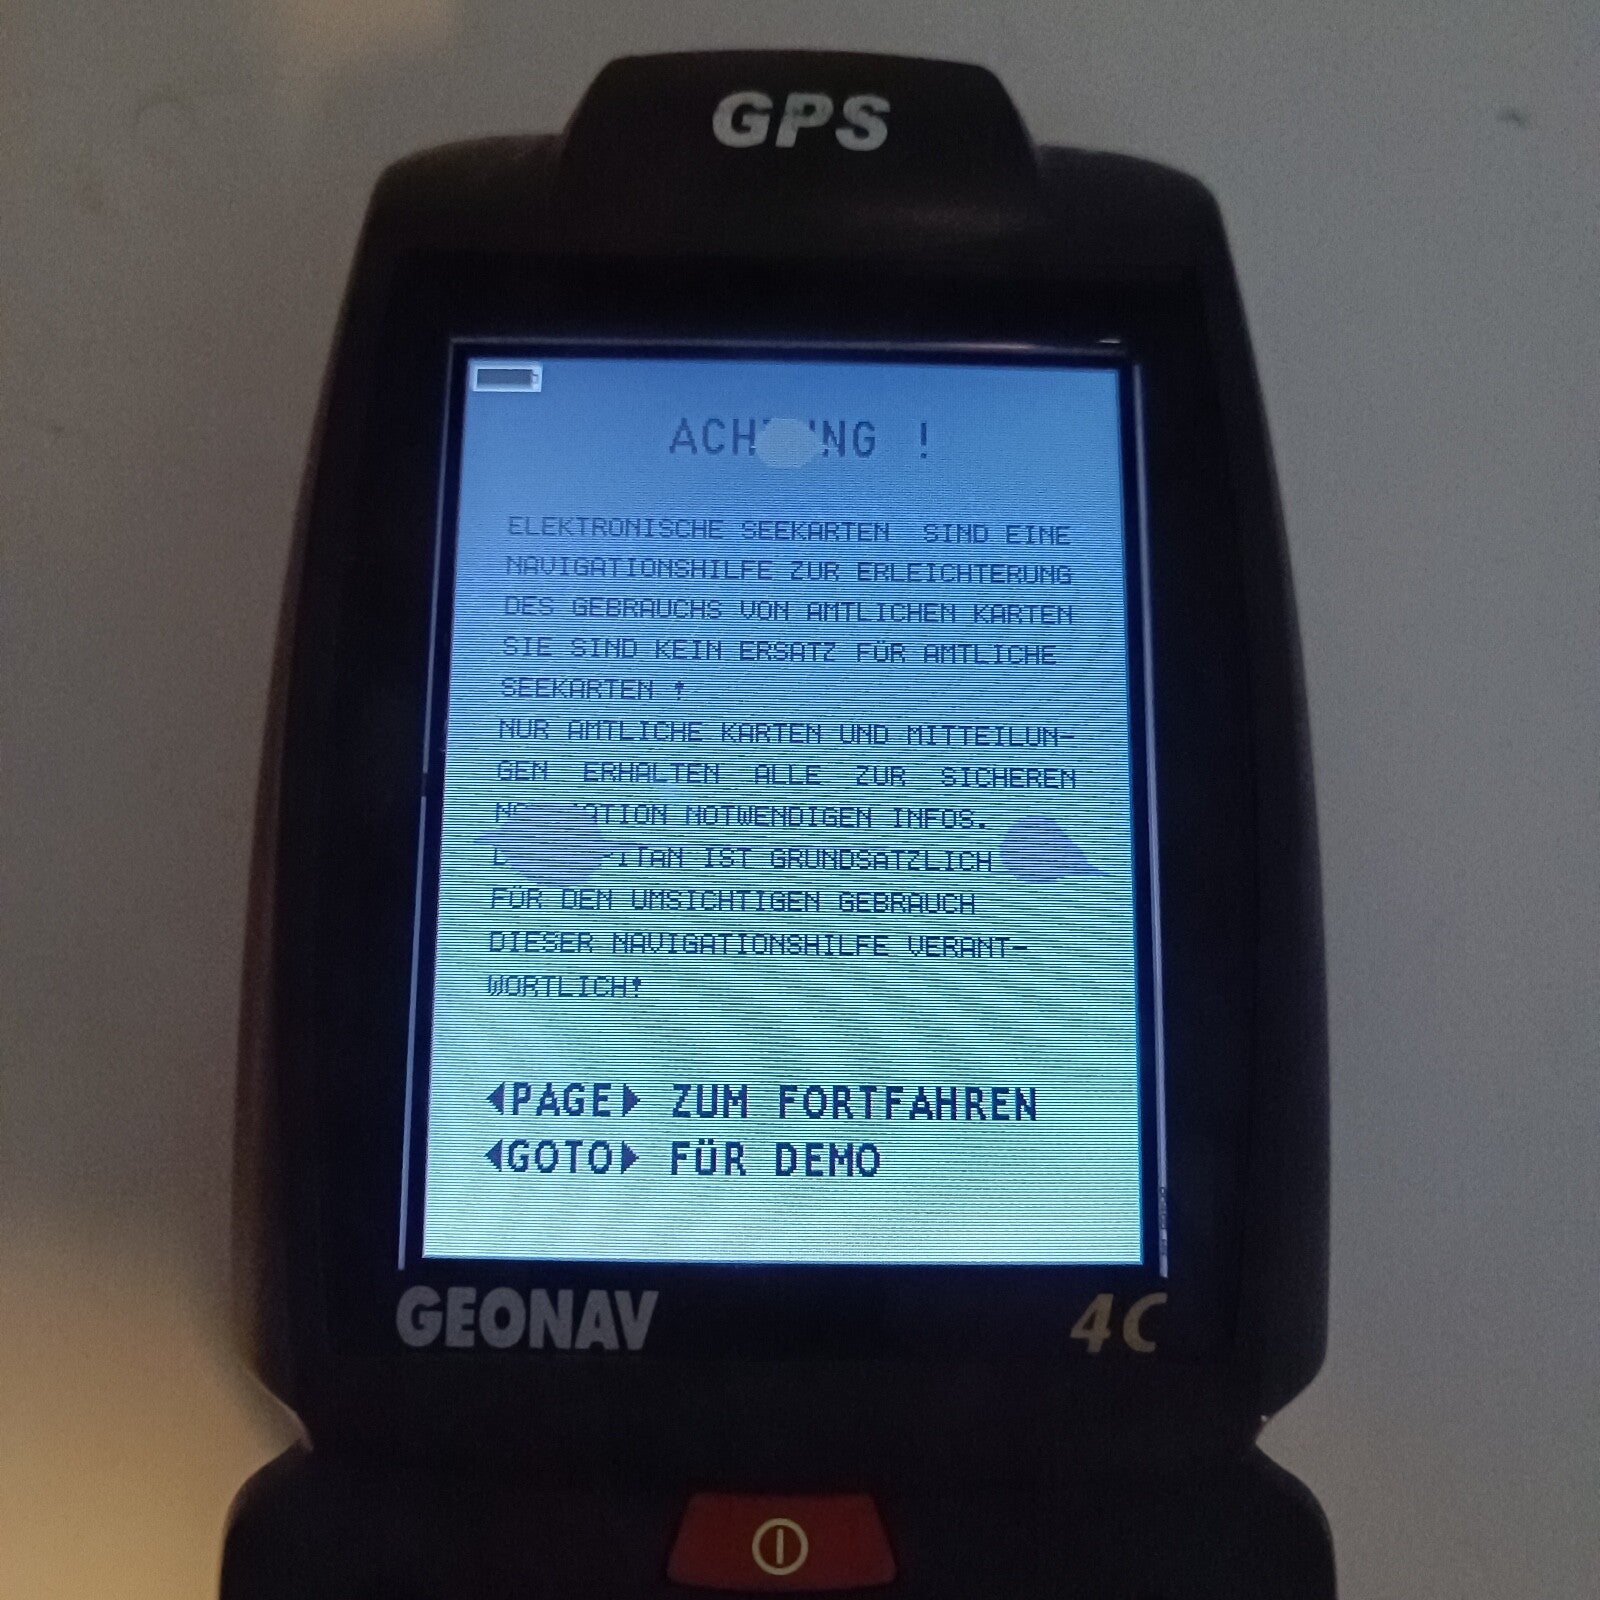 GPS
ELEKTRONISCHE SEEKARTEN SIND EINE
NAVIGATIONSHILFE ZUR ERLEICHTERUNG
DES GEBRAUCHS VON AMTLICHEN KARTEN
SIE SIND KEIN ERSATZ FÜR AMTLICHE
SEEKARTEN !
NUR AMTLICHE KARTEN UND MITTEILUN-
GEN ERHALTEN ALLE ZUR SICHEREN
NOTWENDIGEN INFOS.
IST GRUNDSATZLICH
FÜR DEN UMSICHTIGEN GEBRAUCH
DIESER NAVIGATIONSHILFE VERANT-
WORTLICH!
◀PAGE▶ ZUM FORTFAHREN
◀GOTO▶ FÜR DEMO
GEONAV 4C